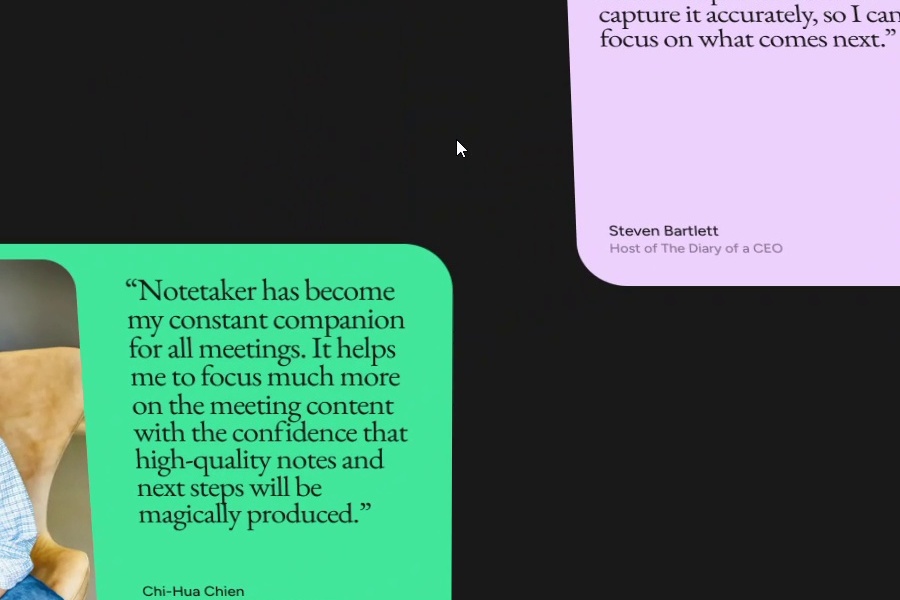 capture it accurately, so I can
focus on what comes next.”
Steven Bartlett
Host of The Diary of a CEO
“Notetaker has become
my constant companion
for all meetings. It helps
me to focus much more
on the meeting content
with the confidence that
high-quality notes and
next steps will be
magically produced.”
Chi-Hua Chien